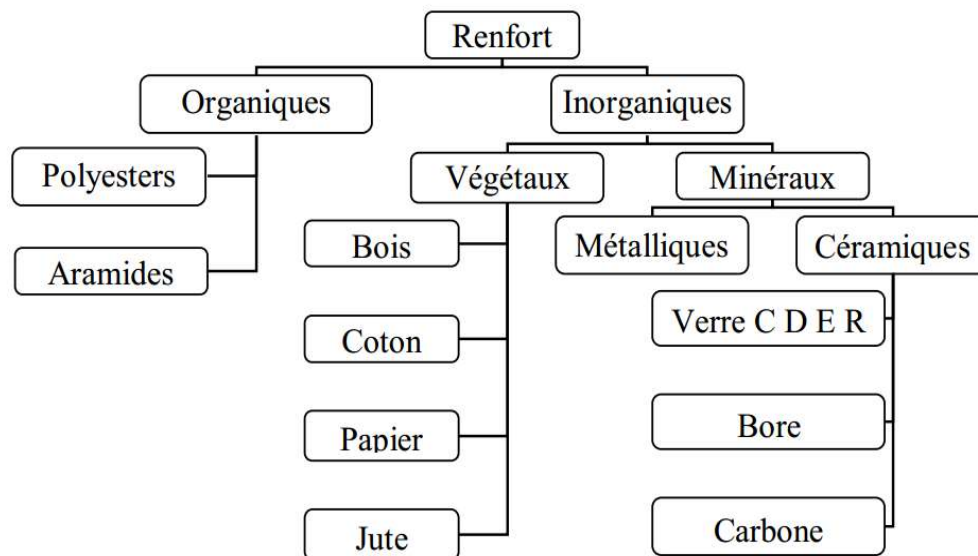 Renfort
Organiques
Inorganiques
Polyesters
Aramides
Végétaux
Minéraux
Bois
Coton
Papier
Jute
Métalliques
Céramiques
Verre C D E R
Bore
Carbone